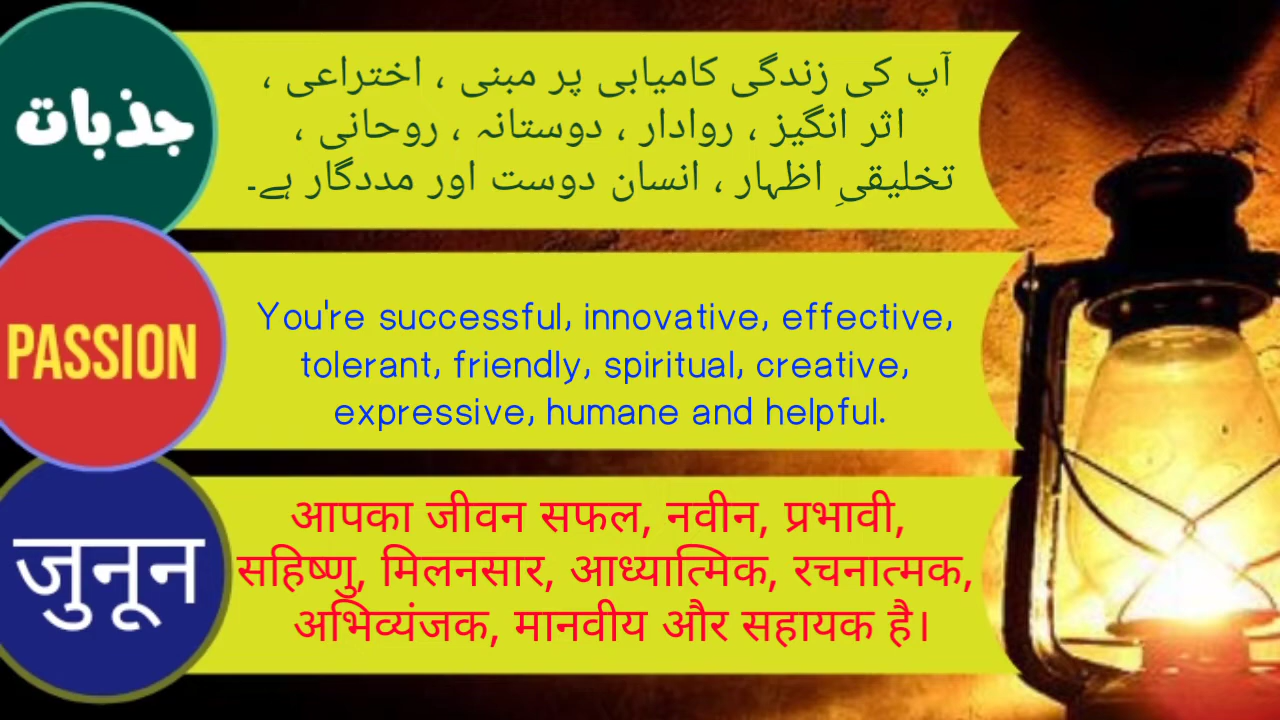 جذبات
آپ کی زندگی کامیابی پر مبنی ، اختراعی ،
اثر انگیز ، روادار ، دوستانہ ، روحانی ،
تخلیقیِ اظہار ، انسان دوست اور مددگار ہے۔
PASSION
You're successful, innovative, effective,
tolerant, friendly, spiritual, creative,
expressive, humane and helpful.
जुनून
आपका जीवन सफल, नवीन, प्रभावी,
सहिष्णु, मिलनसार, आध्यात्मिक, रचनात्मक,
अभिव्यंजक, मानवीय और सहायक है।